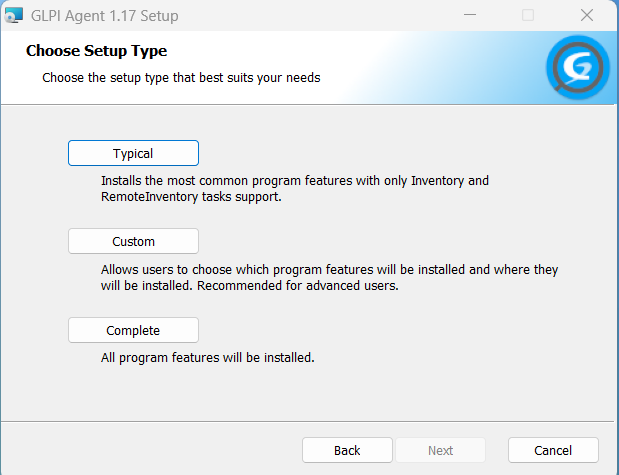 GLPI Agent 1.17 Setup
Choose Setup Type
Choose the setup type that best suits your needs
Typical
Installs the most common program features with only Inventory and
RemoteInventory tasks support.
Custom
Allows users to choose which program features will be installed and where they
will be installed. Recommended for advanced users.
Complete
All program features will be installed.
Back
Next
Cancel